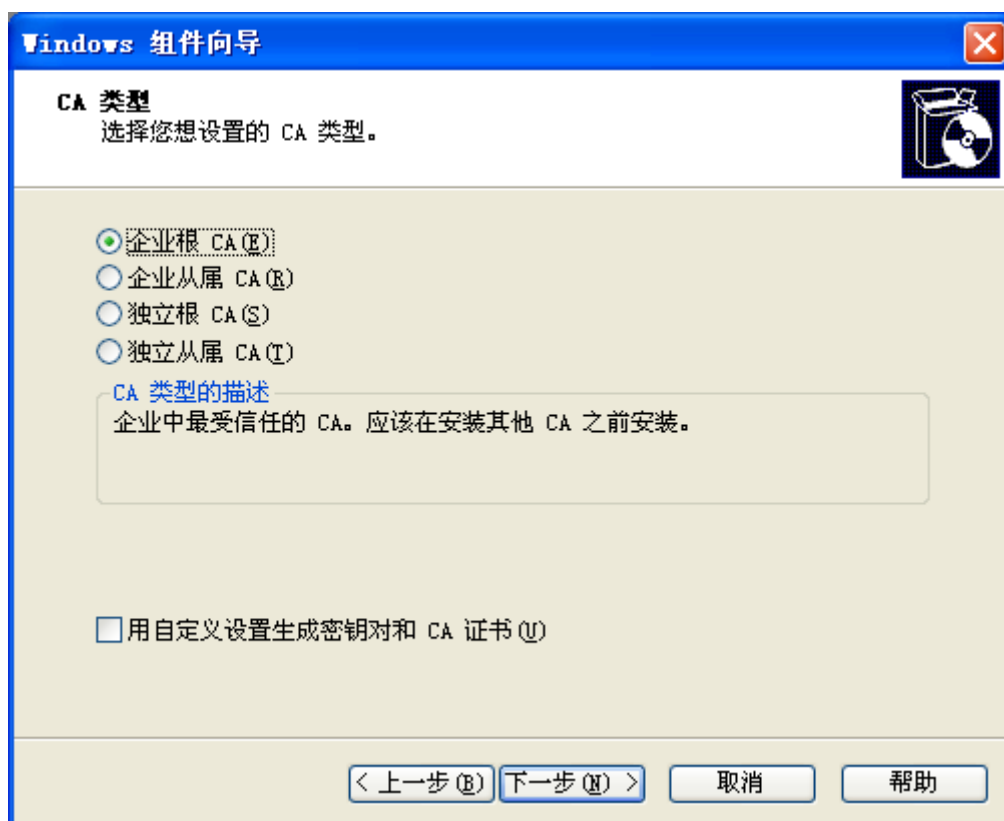 Windows 组件向导
CA 类型
选择您想设置的 CA 类型。
企业根 CA(E)
企业从属 CA(R)
独立根 CA(S)
独立从属 CA(T)
CA 类型的描述
企业中最受信任的 CA。应该在安装其他 CA 之前安装。
用自定义设置生成密钥对和 CA 证书(U)
< 上一步(B) 下一步(N) > 取消 帮助